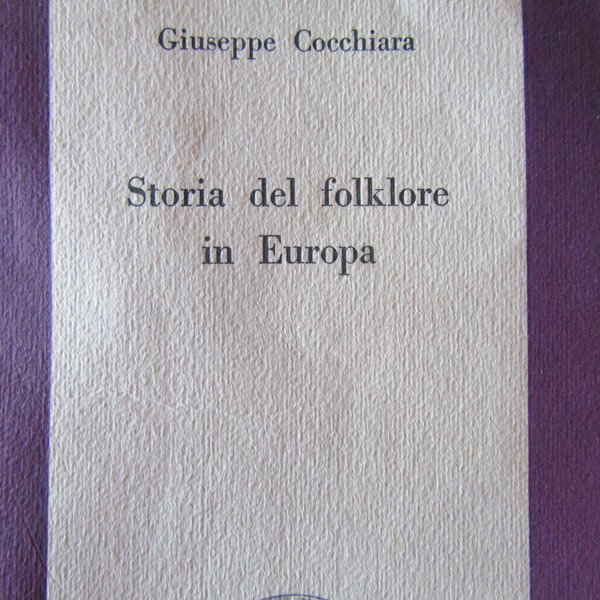 Giuseppe Cocchiara
Storia del folklore
in Europa